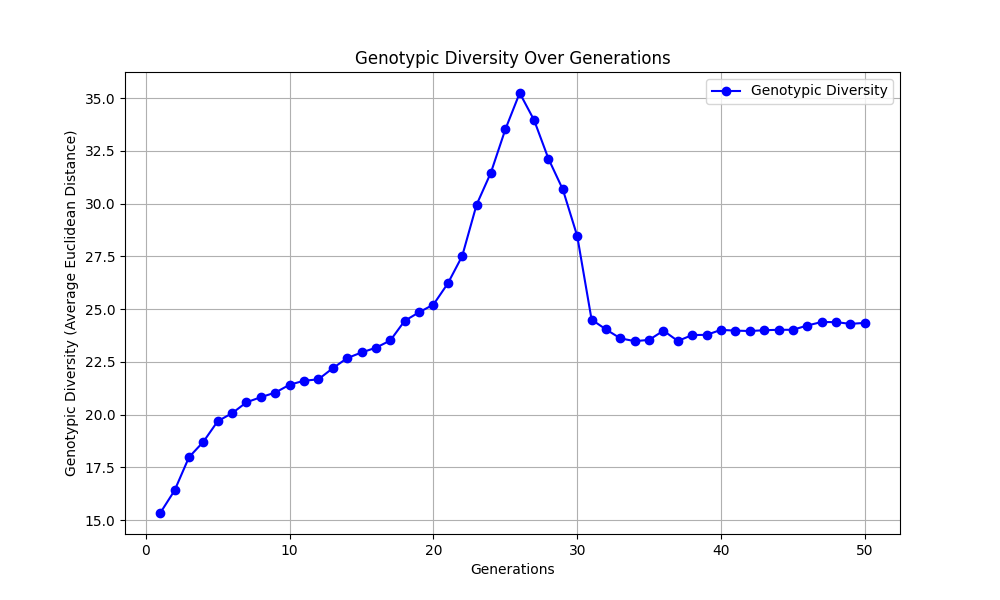 Genotypic Diversity Over Generations
Genotypic Diversity
Genotypic Diversity (Average Euclidean Distance)
35.0
32.5
30.0
27.5
25.0
22.5
20.0
17.5
15.0
0 10 20 30 40 50
Generations